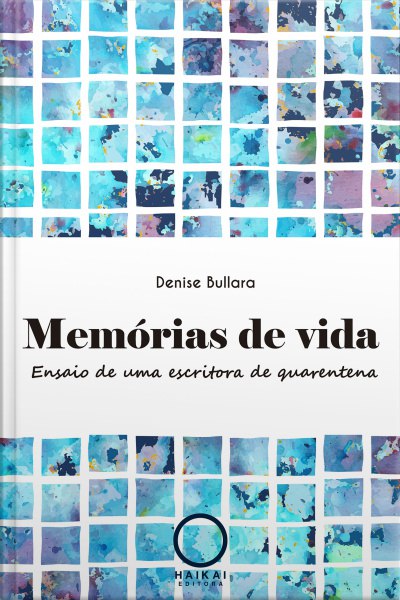 Denise Bullara
Memórias de vida
Ensaio de uma escritora de quarentena
HAIKAI
EDITORA